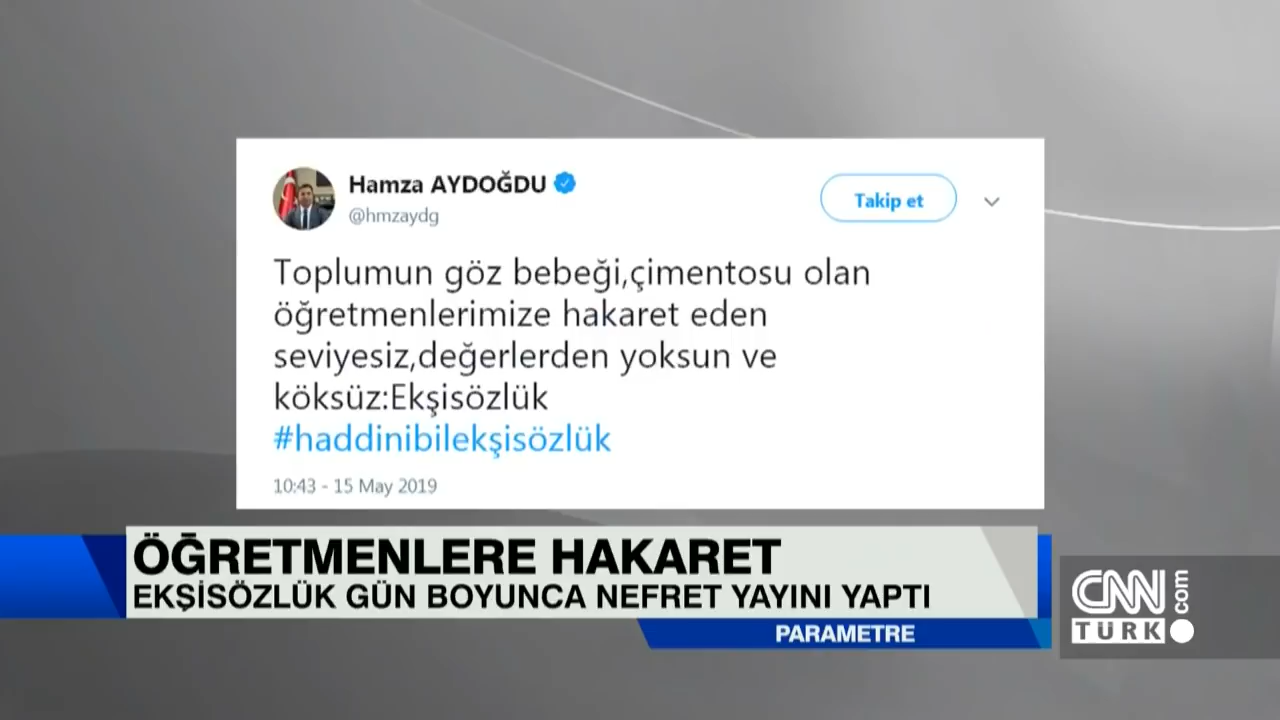 Hamza AYDOĞDU
@hmzaydg
Takip et
Toplumun göz bebeği,çimentosu olan
öğretmenlerimize hakaret eden
seviyesiz,değerlerden yoksun ve
köksüz:Ekşisözlük
#haddinibilekşisözlük
10:43 - 15 May 2019
ÖĞRETMENLERE HAKARET
EKŞİSÖZLÜK GÜN BOYUNCA NEFRET YAYINI YAPTI
PARAMETRE
CNN
TÜRK
.com